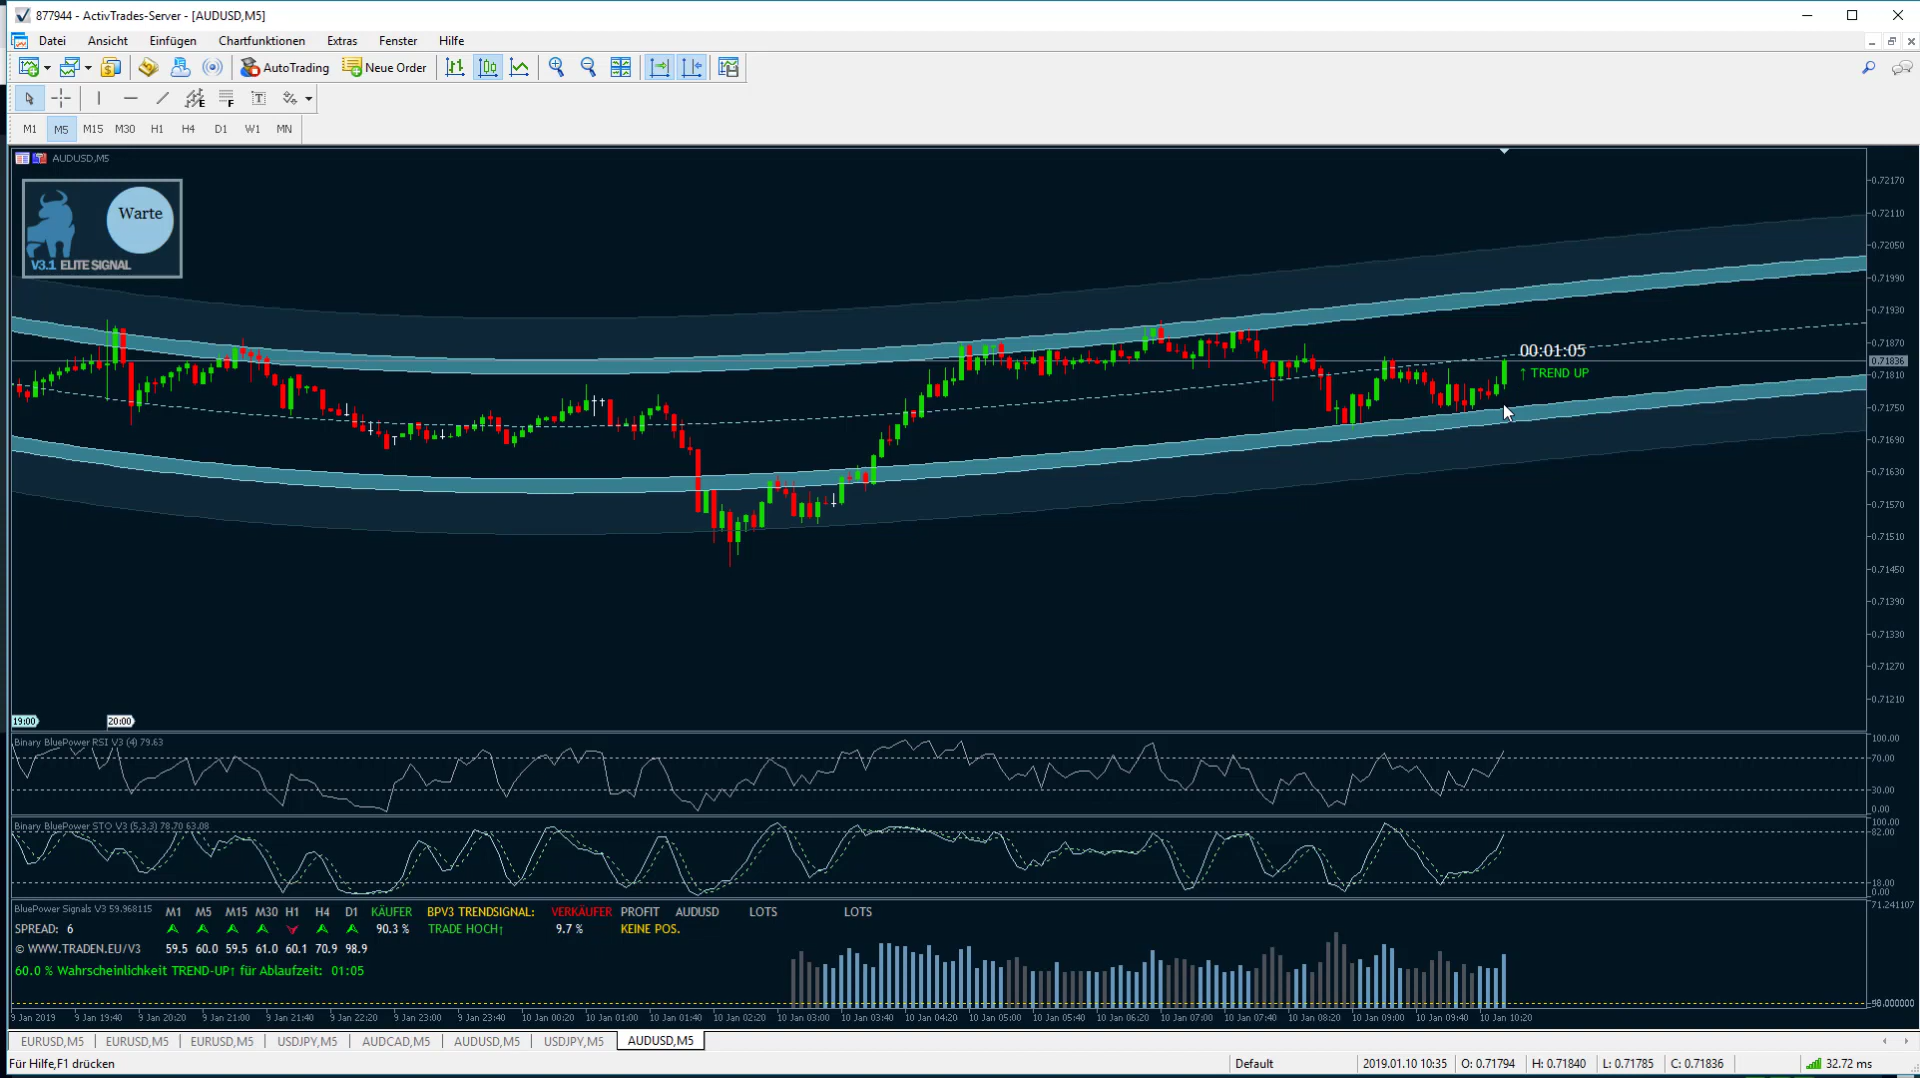 877944 - ActivTrades-Server - [AUDUSD,M5]
Datei Ansicht Einfügen Chartfunktionen Extras Fenster Hilfe
AutoTrading Neue Order
M1 M5 M15 M30 H1 H4 D1 W1 MN
AUDUSD,M5
Warte
V3.1 ELITE SIGNAL
0.72170
0.72110
0.72050
0.71990
0.71930
0.71870
0.71836
0.71810
0.71750
0.71690
0.71630
0.71570
0.71510
0.71450
0.71390
0.71330
0.71270
0.71210
00:01:05
↑ TREND UP
19:00 20:00
Binary BluePower RSI V3 (4) 79.63
100.00
70.00
30.00
0.00
Binary BluePower STO V3 (5,3,3) 78.70 63.08
100.00
82.00
18.00
0.00
BluePower Signals V3 59.968115 M1 M5 M15 M30 H1 H4 D1 KÄUFER BPV3 TRENDSIGNAL: VERKÄUFER PROFIT AUDUSD LOTS LOTS
71.241107
SPREAD: 6 90.3 % TRADE HOCH↑ 9.7 % KEINE POS.
© WWW.TRADEN.EU/V3 59.5 60.0 59.5 61.0 60.1 70.9 98.9
60.0 % Wahrscheinlichkeit TREND-UP↑ für Ablaufzeit: 01:05
9 Jan 2019 9 Jan 19:40 9 Jan 20:20 9 Jan 21:00 9 Jan 21:40 9 Jan 22:20 9 Jan 23:00 9 Jan 23:40 10 Jan 00:20 10 Jan 01:00 10 Jan 01:40 10 Jan 02:20 10 Jan 03:00 10 Jan 03:40 10 Jan 04:20 10 Jan 05:00 10 Jan 05:40 10 Jan 06:20 10 Jan 07:00 10 Jan 07:40 10 Jan 08:20 10 Jan 09:00 10 Jan 09:40 10 Jan 10:20
EURUSD,M5 EURUSD,M5 EURUSD,M5 USDJPY,M5 AUDCAD,M5 AUDUSD,M5 USDJPY,M5 AUDUSD,M5
Für Hilfe,F1 drücken Default 2019.01.10 10:35 O: 0.71794 H: 0.71840 L: 0.71785 C: 0.71836 32.72 ms